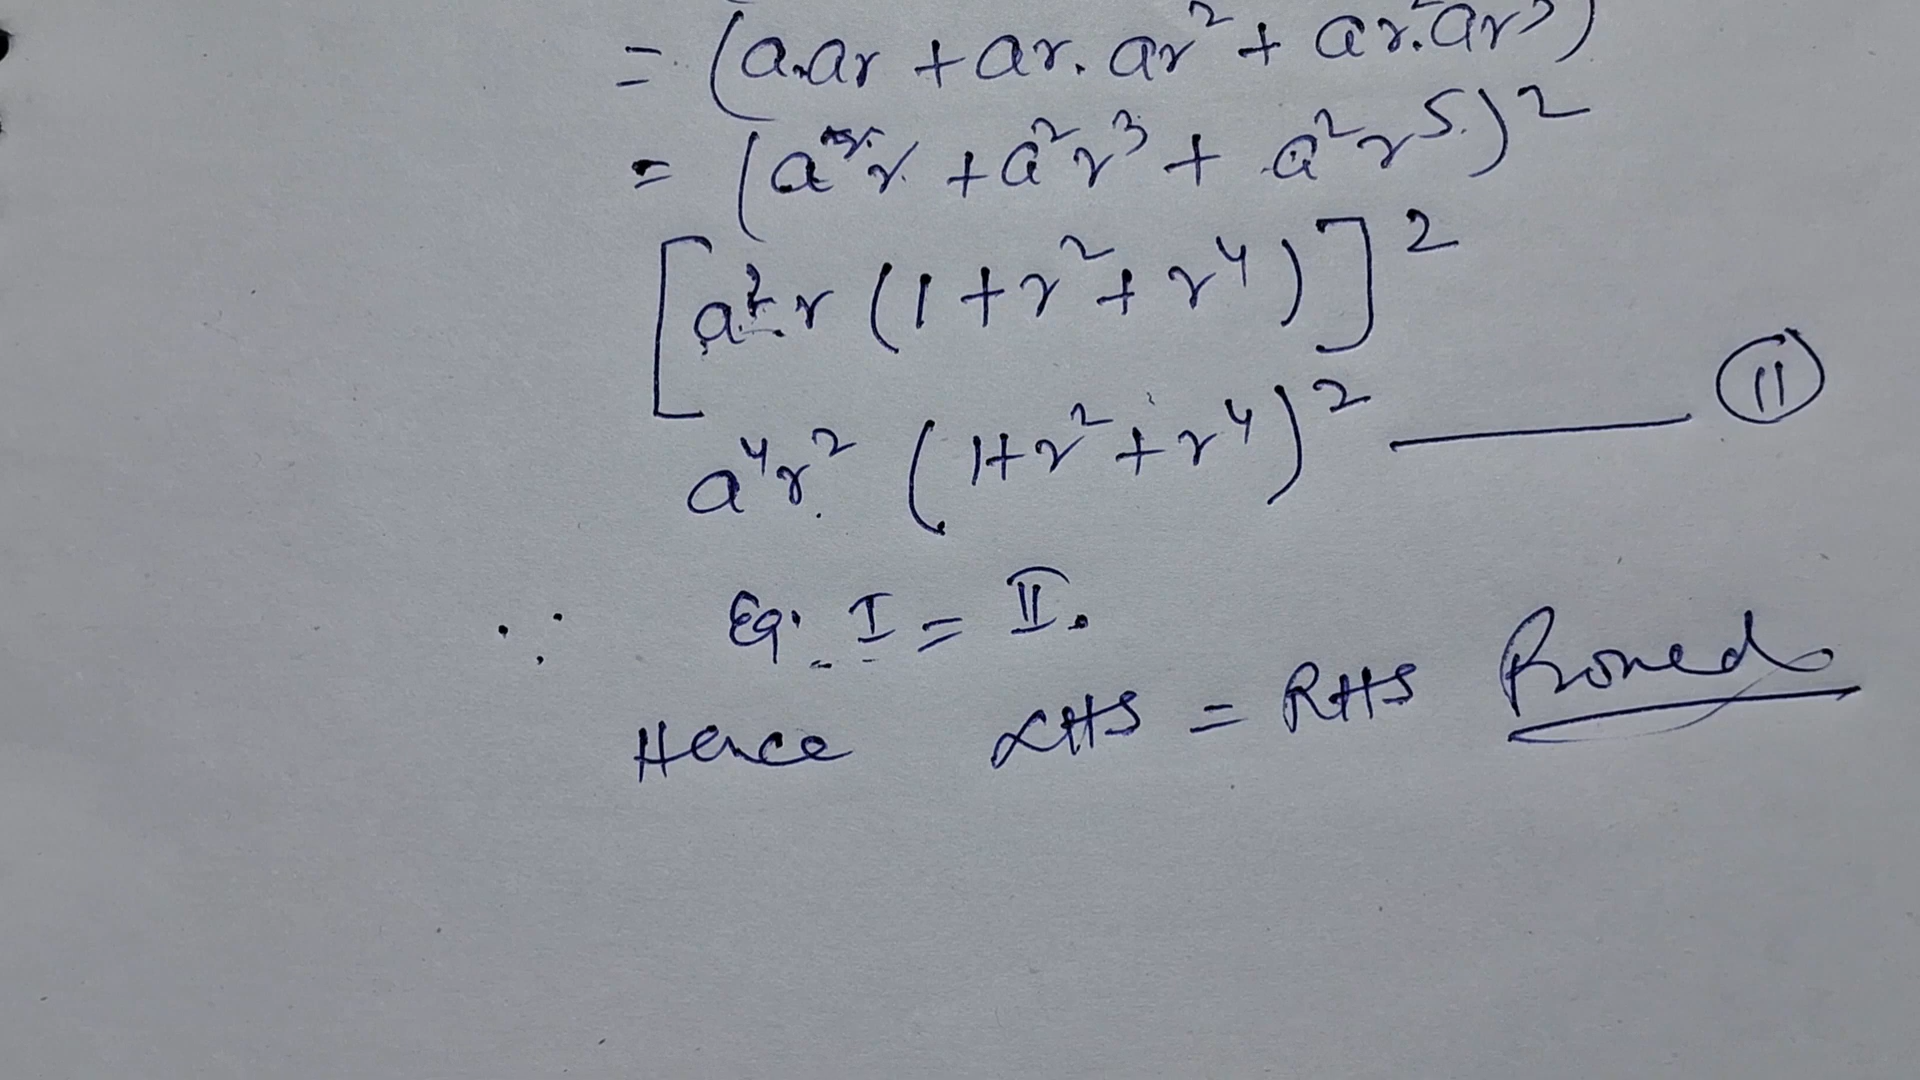 = (a.ar + ar. ar² + ar².ar³)
= (a²r + a²r³ + a²r⁵)²
[a²r (1 + r² + r⁴)]²
a⁴r² (1+r² + r⁴)² ——— (II)
∵ Eq. I = II.
Hence LHS = RHS Proved